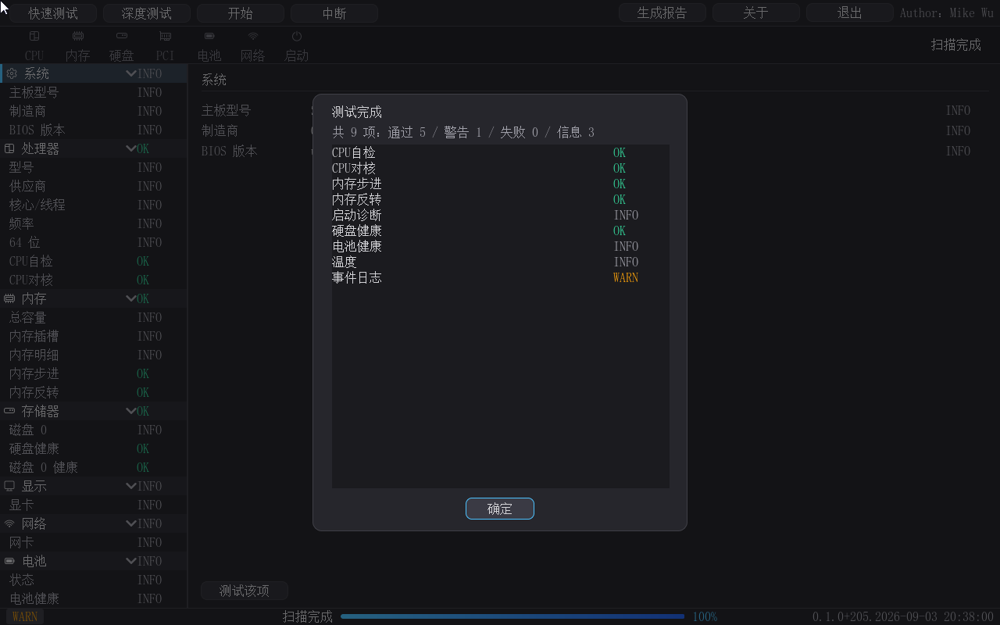 快速测试 深度测试 开始 中断 生成报告 关于 退出 Author: Mike Wu
CPU 内存 硬盘 PCI 电池 网络 启动 扫描完成
系统 INFO
主板型号 INFO
制造商 INFO
BIOS 版本 INFO
处理器 OK
型号 INFO
供应商 INFO
核心/线程 INFO
频率 INFO
64 位 INFO
CPU自检 OK
CPU对核 OK
内存 OK
总容量 INFO
内存插槽 INFO
内存明细 INFO
内存步进 OK
内存反转 OK
存储器 OK
磁盘 0 INFO
硬盘健康 OK
磁盘 0 健康 OK
显示 INFO
显卡 INFO
网络 INFO
网卡 INFO
电池 INFO
状态 INFO
电池健康 INFO
系统
主板型号 INFO
制造商 INFO
BIOS 版本 INFO
测试完成
共 9 项: 通过 5 / 警告 1 / 失败 0 / 信息 3
CPU自检 OK
CPU对核 OK
内存步进 OK
内存反转 OK
启动诊断 INFO
硬盘健康 OK
电池健康 INFO
温度 INFO
事件日志 WARN
确定
测试该项
WARN 扫描完成 100% 0.1.0+205.2026-09-03 20:38:00